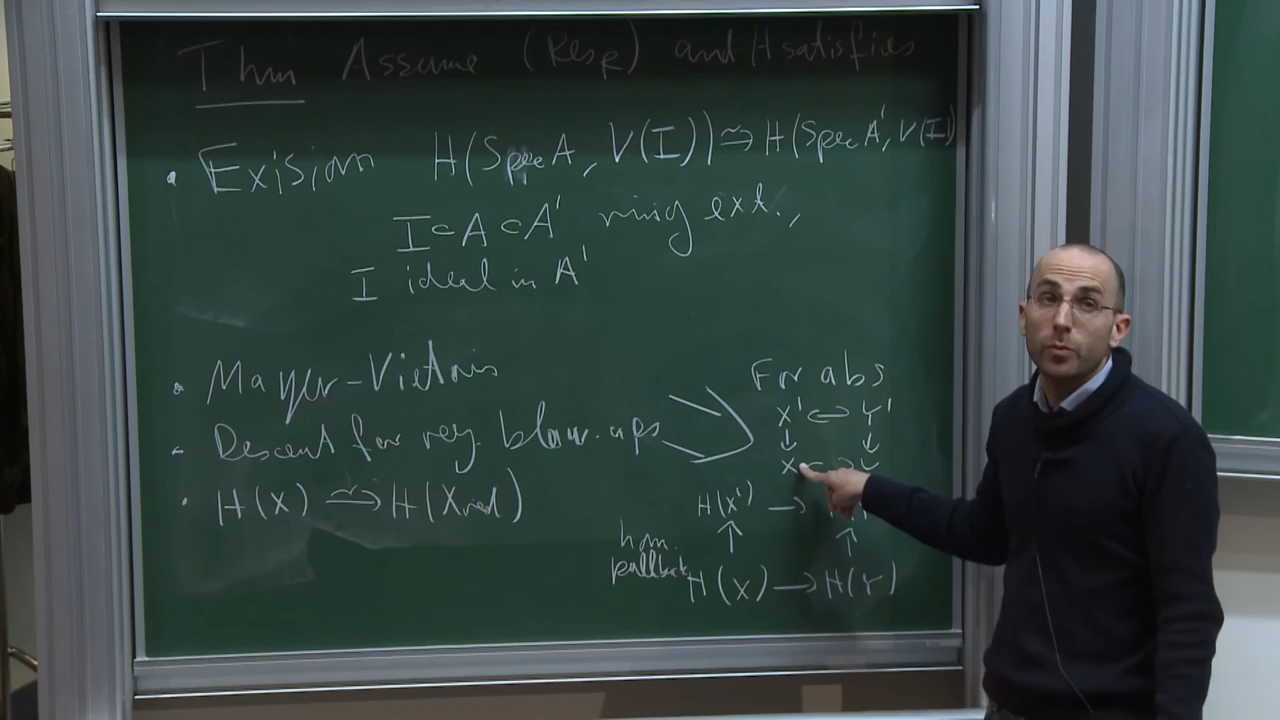 Thm Assume (Res_R) and H satisfies
• Exision H(Spec A, V(I)) ≅ H(Spec A', V(I))
I ⊂ A ⊂ A' ring ext.,
I ideal in A'
• Mayer-Vietoris
• Descent for reg. blow-ups
• H(X) ≅→ H(X_red)
For abs
X' ↩ Y'
↓ ↓
X ↩
H(X') →
↑ ↑
hom. pullback
H(X) → H(Y)